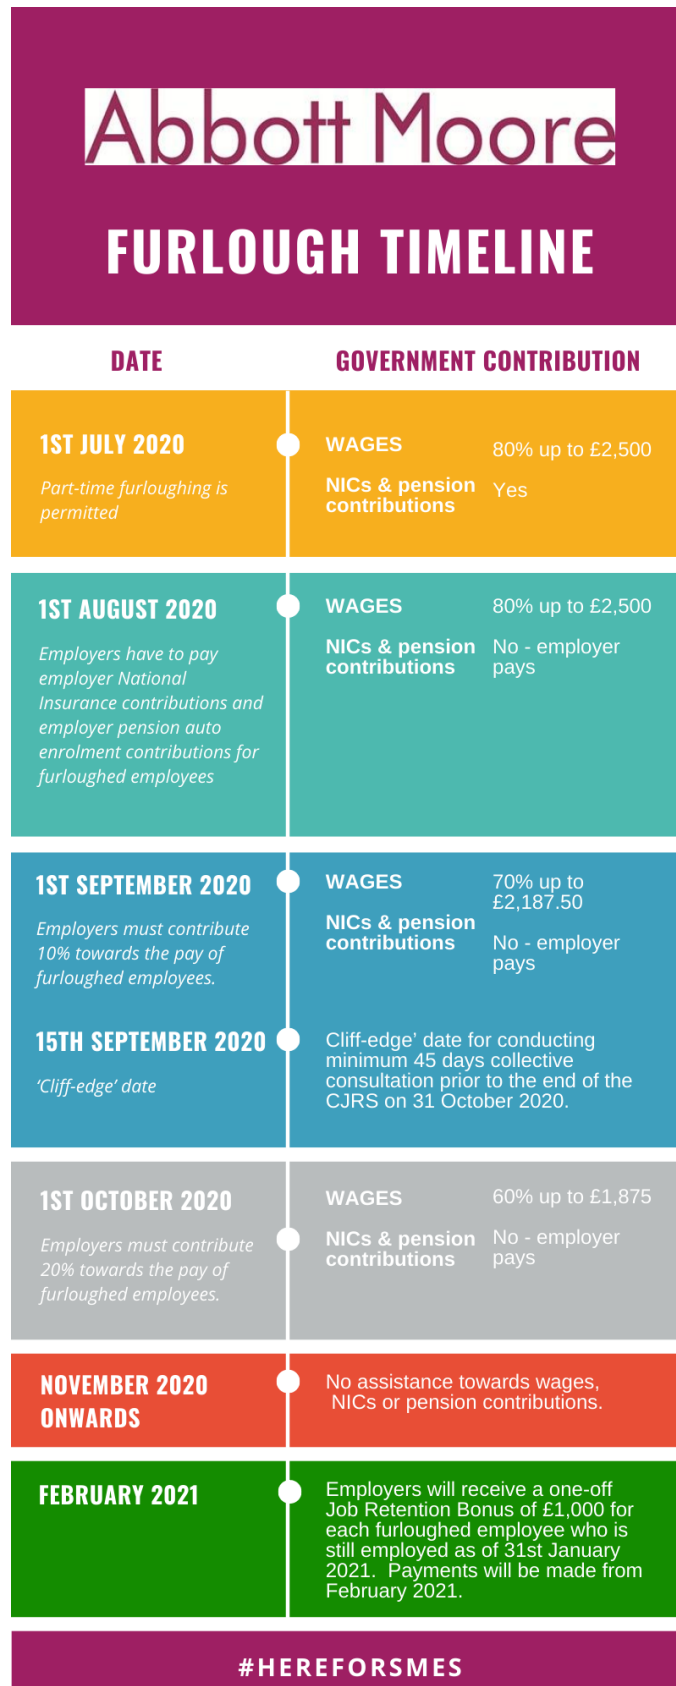 Abbott Moore
FURLOUGH TIMELINE
DATE
GOVERNMENT CONTRIBUTION
1ST JULY 2020
Part-time furloughing is
permitted
WAGES
80% up to £2,500
NICs & pension
contributions
Yes
1ST AUGUST 2020
Employers have to pay
employer National
Insurance contributions and
employer pension auto
enrolment contributions for
furloughed employees
WAGES
80% up to £2,500
NICs & pension
contributions
No - employer
pays
1ST SEPTEMBER 2020
Employers must contribute
10% towards the pay of
furloughed employees.
WAGES
70% up to
£2,187.50
NICs & pension
contributions
No - employer
pays
15TH SEPTEMBER 2020
‘Cliff-edge’ date
Cliff-edge’ date for conducting
minimum 45 days collective
consultation prior to the end of the
CJRS on 31 October 2020.
1ST OCTOBER 2020
Employers must contribute
20% towards the pay of
furloughed employees.
WAGES
60% up to £1,875
NICs & pension
contributions
No - employer
pays
NOVEMBER 2020
ONWARDS
No assistance towards wages,
NICs or pension contributions.
FEBRUARY 2021
Employers will receive a one-off
Job Retention Bonus of £1,000 for
each furloughed employee who is
still employed as of 31st January
2021. Payments will be made from
February 2021.
#HEREFORSMES